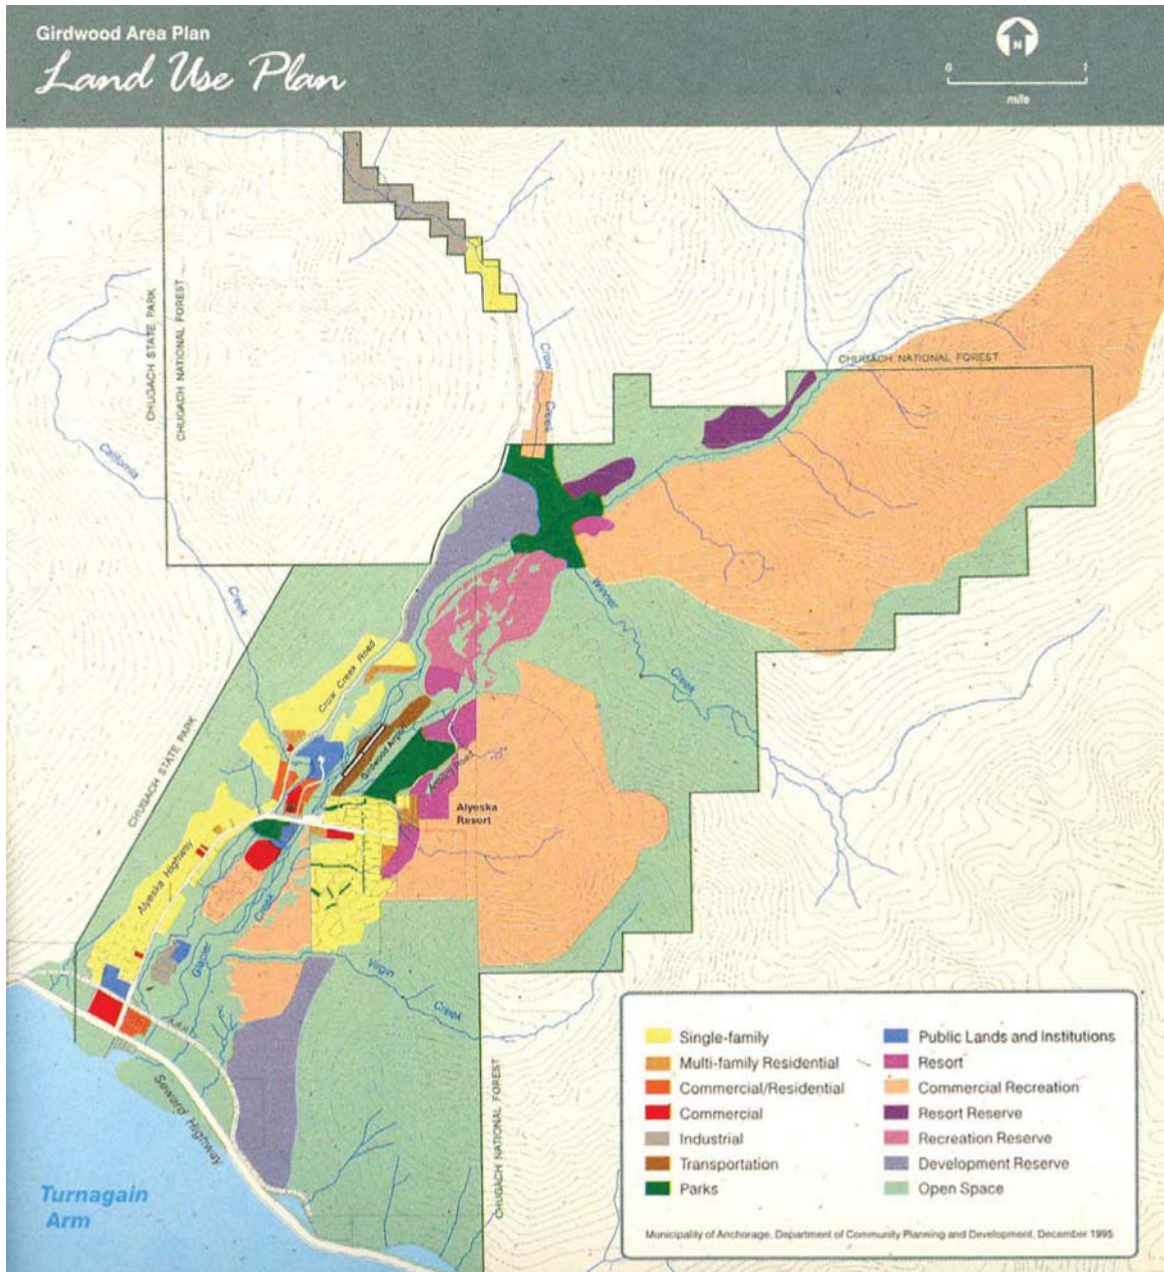 Girdwood Area Plan
Land Use Plan
N
0 1
mile
CHUGACH STATE PARK
CHUGACH NATIONAL FOREST
Crow
Creek
CHUGACH NATIONAL FOREST
California
Creek
Winner
Creek
Crow Creek Road
CHUGACH STATE PARK
Girdwood Airport
Arlberg Road
Alyeska
Resort
Alyeska Highway
Glacier
Creek
Virgin
Creek
Seward Highway
CHUGACH NATIONAL FOREST
Turnagain
Arm
Single-family
Multi-family Residential
Commercial/Residential
Commercial
Industrial
Transportation
Parks
Public Lands and Institutions
Resort
Commercial Recreation
Resort Reserve
Recreation Reserve
Development Reserve
Open Space
Municipality of Anchorage, Department of Community Planning and Development, December 1995